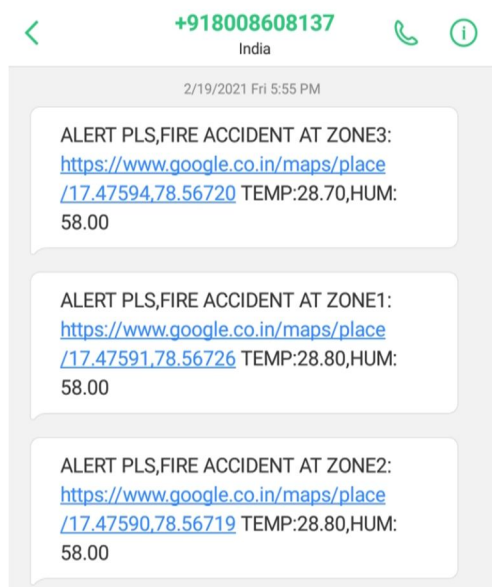 +918008608137
India
2/19/2021 Fri 5:55 PM
ALERT PLS,FIRE ACCIDENT AT ZONE3:
https://www.google.co.in/maps/place
/17.47594,78.56720 TEMP:28.70,HUM:
58.00
ALERT PLS,FIRE ACCIDENT AT ZONE1:
https://www.google.co.in/maps/place
/17.47591,78.56726 TEMP:28.80,HUM:
58.00
ALERT PLS,FIRE ACCIDENT AT ZONE2:
https://www.google.co.in/maps/place
/17.47590,78.56719 TEMP:28.80,HUM:
58.00